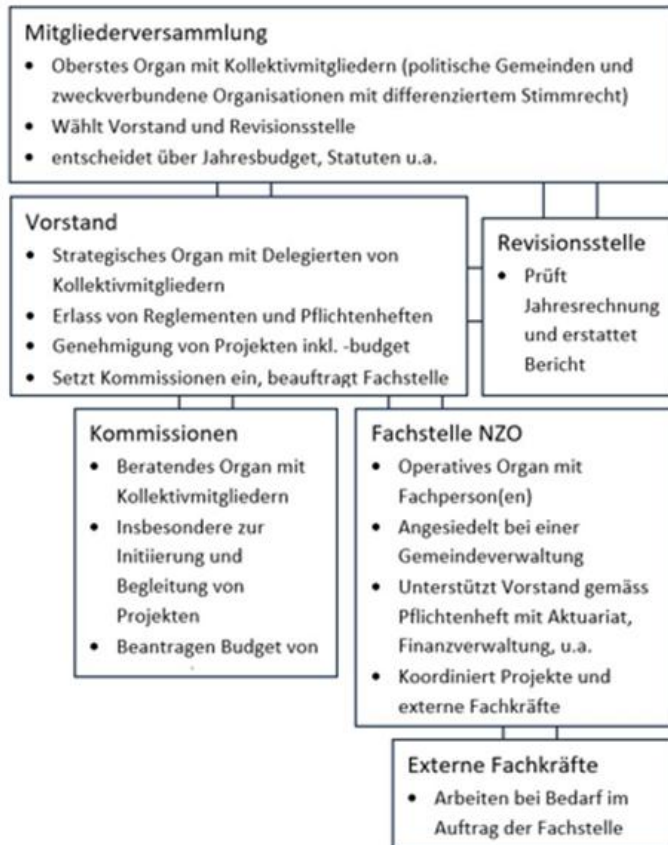 Mitgliederversammlung
• Oberstes Organ mit Kollektivmitgliedern (politische Gemeinden und
zweckverbundene Organisationen mit differenziertem Stimmrecht)
• Wählt Vorstand und Revisionsstelle
• entscheidet über Jahresbudget, Statuten u.a.
Vorstand
• Strategisches Organ mit Delegierten von
Kollektivmitgliedern
• Erlass von Reglementen und Pflichtenheften
• Genehmigung von Projekten inkl. -budget
• Setzt Kommissionen ein, beauftragt Fachstelle
Revisionsstelle
• Prüft
Jahresrechnung
und erstattet
Bericht
Kommissionen
• Beratendes Organ mit
Kollektivmitgliedern
• Insbesondere zur
Initiierung und
Begleitung von
Projekten
• Beantragen Budget von
Fachstelle NZO
• Operatives Organ mit
Fachperson(en)
• Angesiedelt bei einer
Gemeindeverwaltung
• Unterstützt Vorstand gemäss
Pflichtenheft mit Aktuariat,
Finanzverwaltung, u.a.
• Koordiniert Projekte und
externe Fachkräfte
Externe Fachkräfte
• Arbeiten bei Bedarf im
Auftrag der Fachstelle